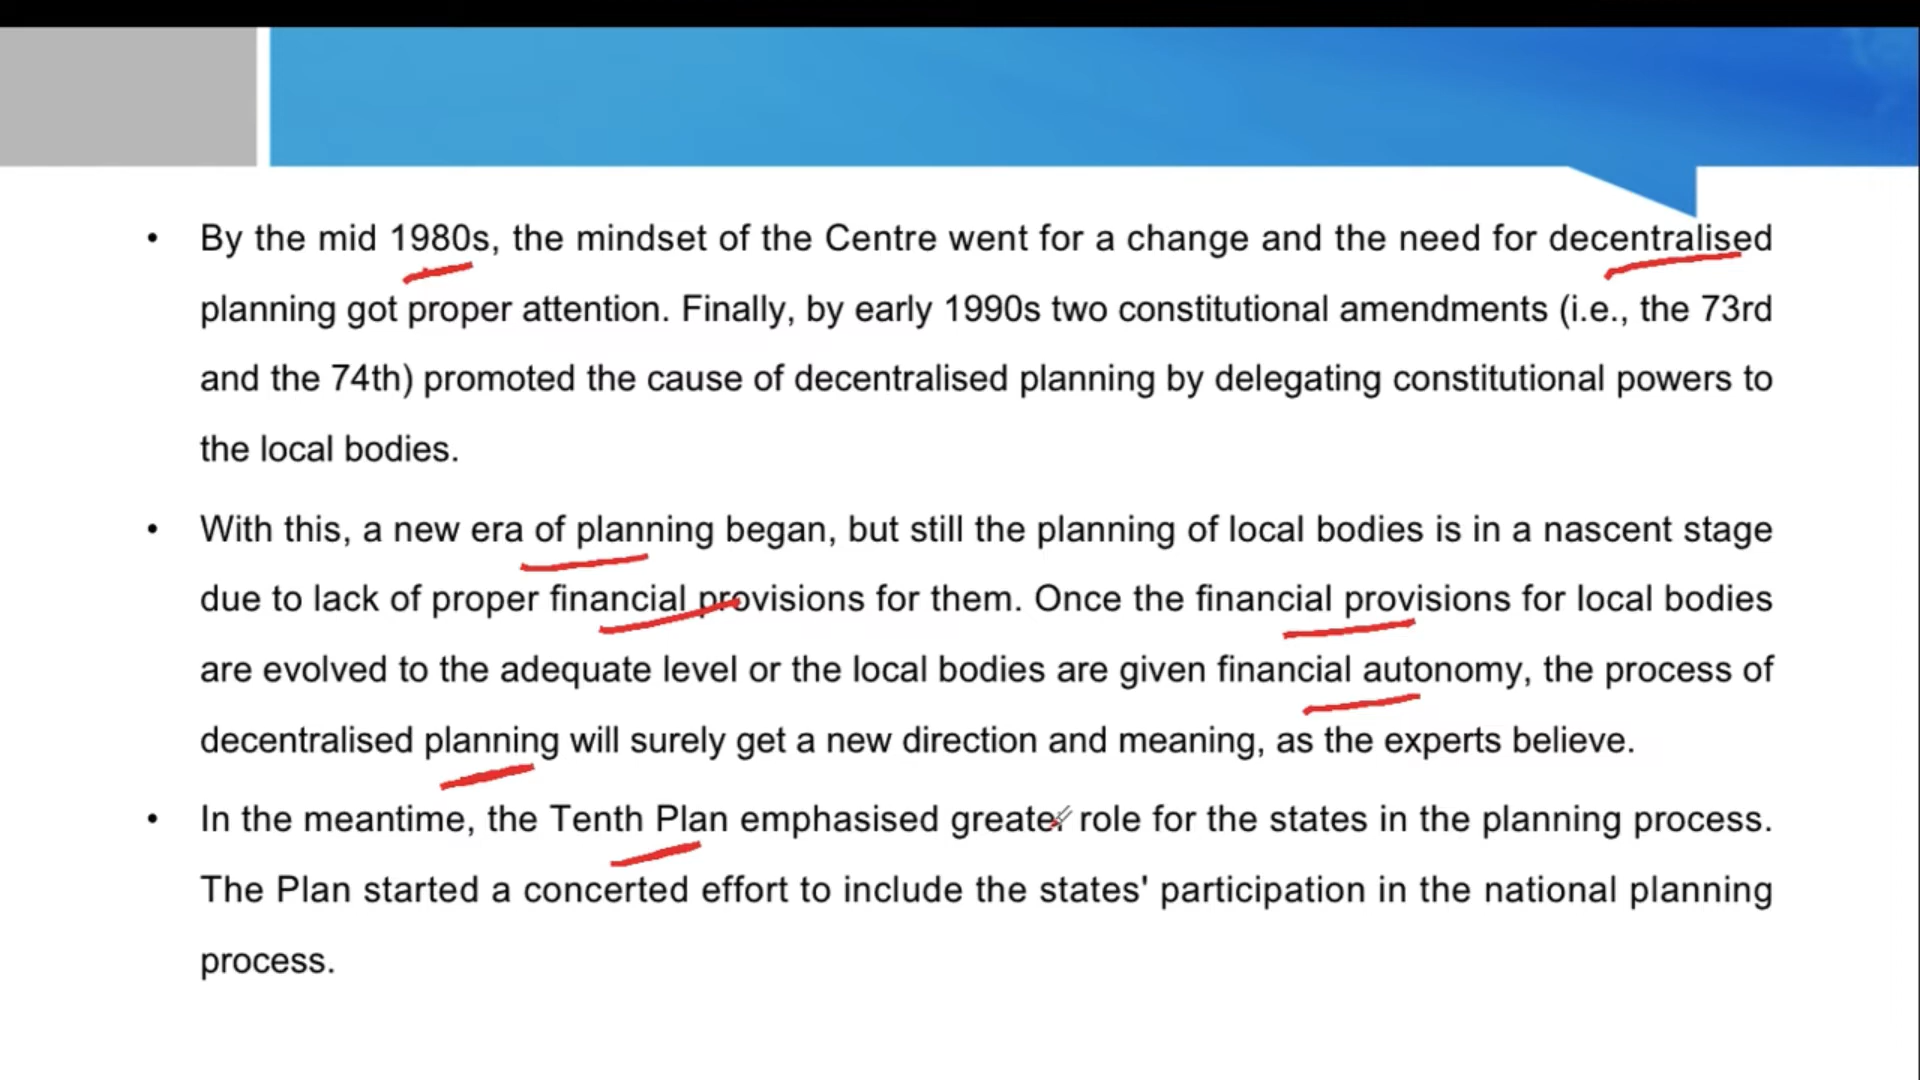 • By the mid 1980s, the mindset of the Centre went for a change and the need for decentralised
planning got proper attention. Finally, by early 1990s two constitutional amendments (i.e., the 73rd
and the 74th) promoted the cause of decentralised planning by delegating constitutional powers to
the local bodies.
• With this, a new era of planning began, but still the planning of local bodies is in a nascent stage
due to lack of proper financial provisions for them. Once the financial provisions for local bodies
are evolved to the adequate level or the local bodies are given financial autonomy, the process of
decentralised planning will surely get a new direction and meaning, as the experts believe.
• In the meantime, the Tenth Plan emphasised greater role for the states in the planning process.
The Plan started a concerted effort to include the states' participation in the national planning
process.